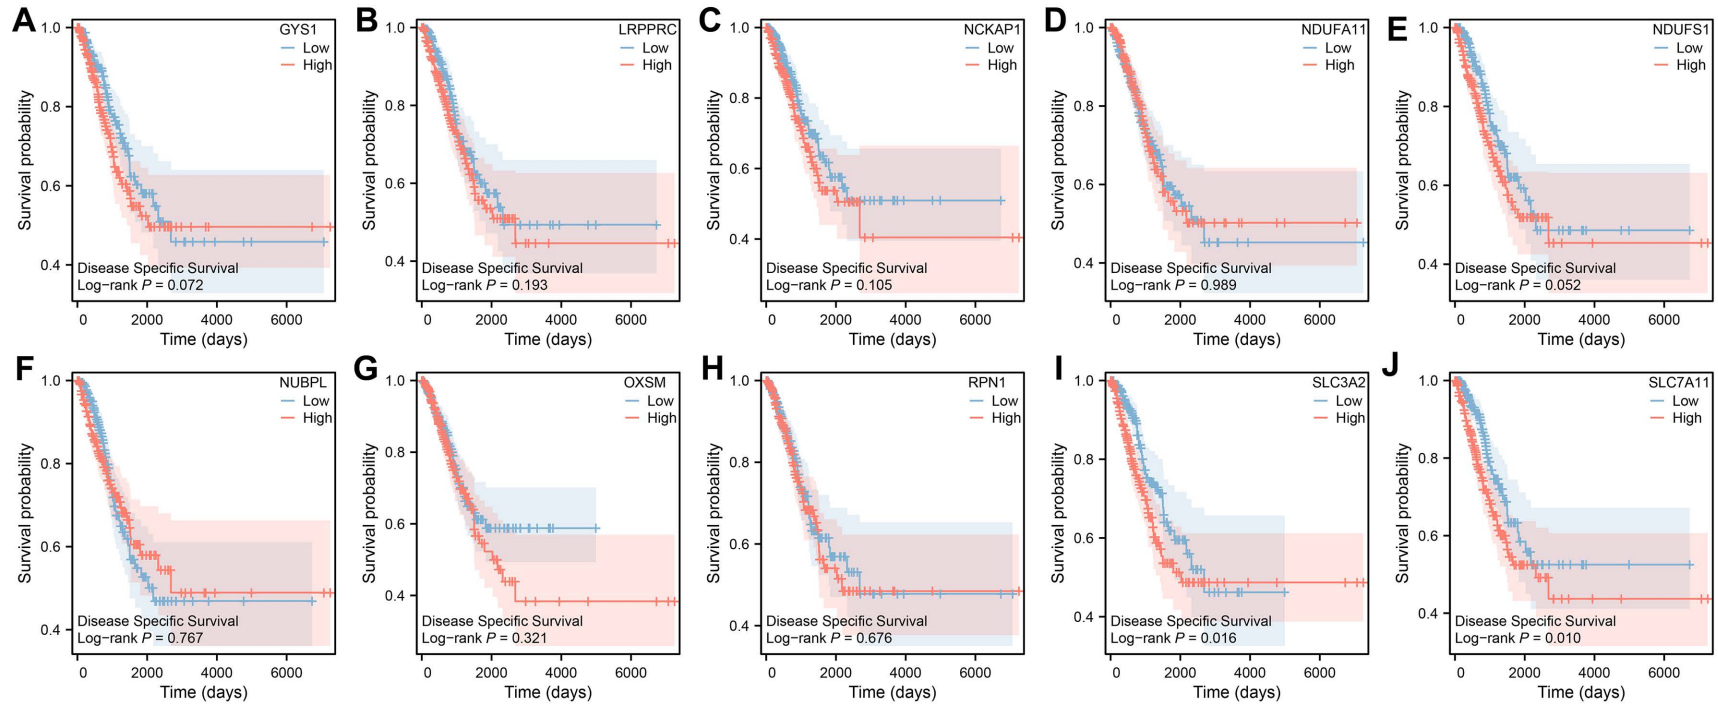 A
GYS1
Low
High
1.0
0.8
0.6
0.4
Survival probability
Disease Specific Survival
Log−rank P = 0.072
0 2000 4000 6000
Time (days)
B
LRPPRC
Low
High
1.0
0.8
0.6
0.4
Survival probability
Disease Specific Survival
Log−rank P = 0.193
0 2000 4000 6000
Time (days)
C
NCKAP1
Low
High
1.0
0.8
0.6
0.4
Survival probability
Disease Specific Survival
Log−rank P = 0.105
0 2000 4000 6000
Time (days)
D
NDUFA11
Low
High
1.0
0.8
0.6
0.4
Survival probability
Disease Specific Survival
Log−rank P = 0.989
0 2000 4000 6000
Time (days)
E
NDUFS1
Low
High
1.0
0.8
0.6
0.4
Survival probability
Disease Specific Survival
Log−rank P = 0.052
0 2000 4000 6000
Time (days)
F
NUBPL
Low
High
1.0
0.8
0.6
0.4
Survival probability
Disease Specific Survival
Log−rank P = 0.767
0 2000 4000 6000
Time (days)
G
OXSM
Low
High
1.0
0.8
0.6
0.4
Survival probability
Disease Specific Survival
Log−rank P = 0.321
0 2000 4000 6000
Time (days)
H
RPN1
Low
High
1.0
0.8
0.6
0.4
Survival probability
Disease Specific Survival
Log−rank P = 0.676
0 2000 4000 6000
Time (days)
I
SLC3A2
Low
High
1.0
0.8
0.6
0.4
Survival probability
Disease Specific Survival
Log−rank P = 0.016
0 2000 4000 6000
Time (days)
J
SLC7A11
Low
High
1.0
0.8
0.6
0.4
Survival probability
Disease Specific Survival
Log−rank P = 0.010
0 2000 4000 6000
Time (days)